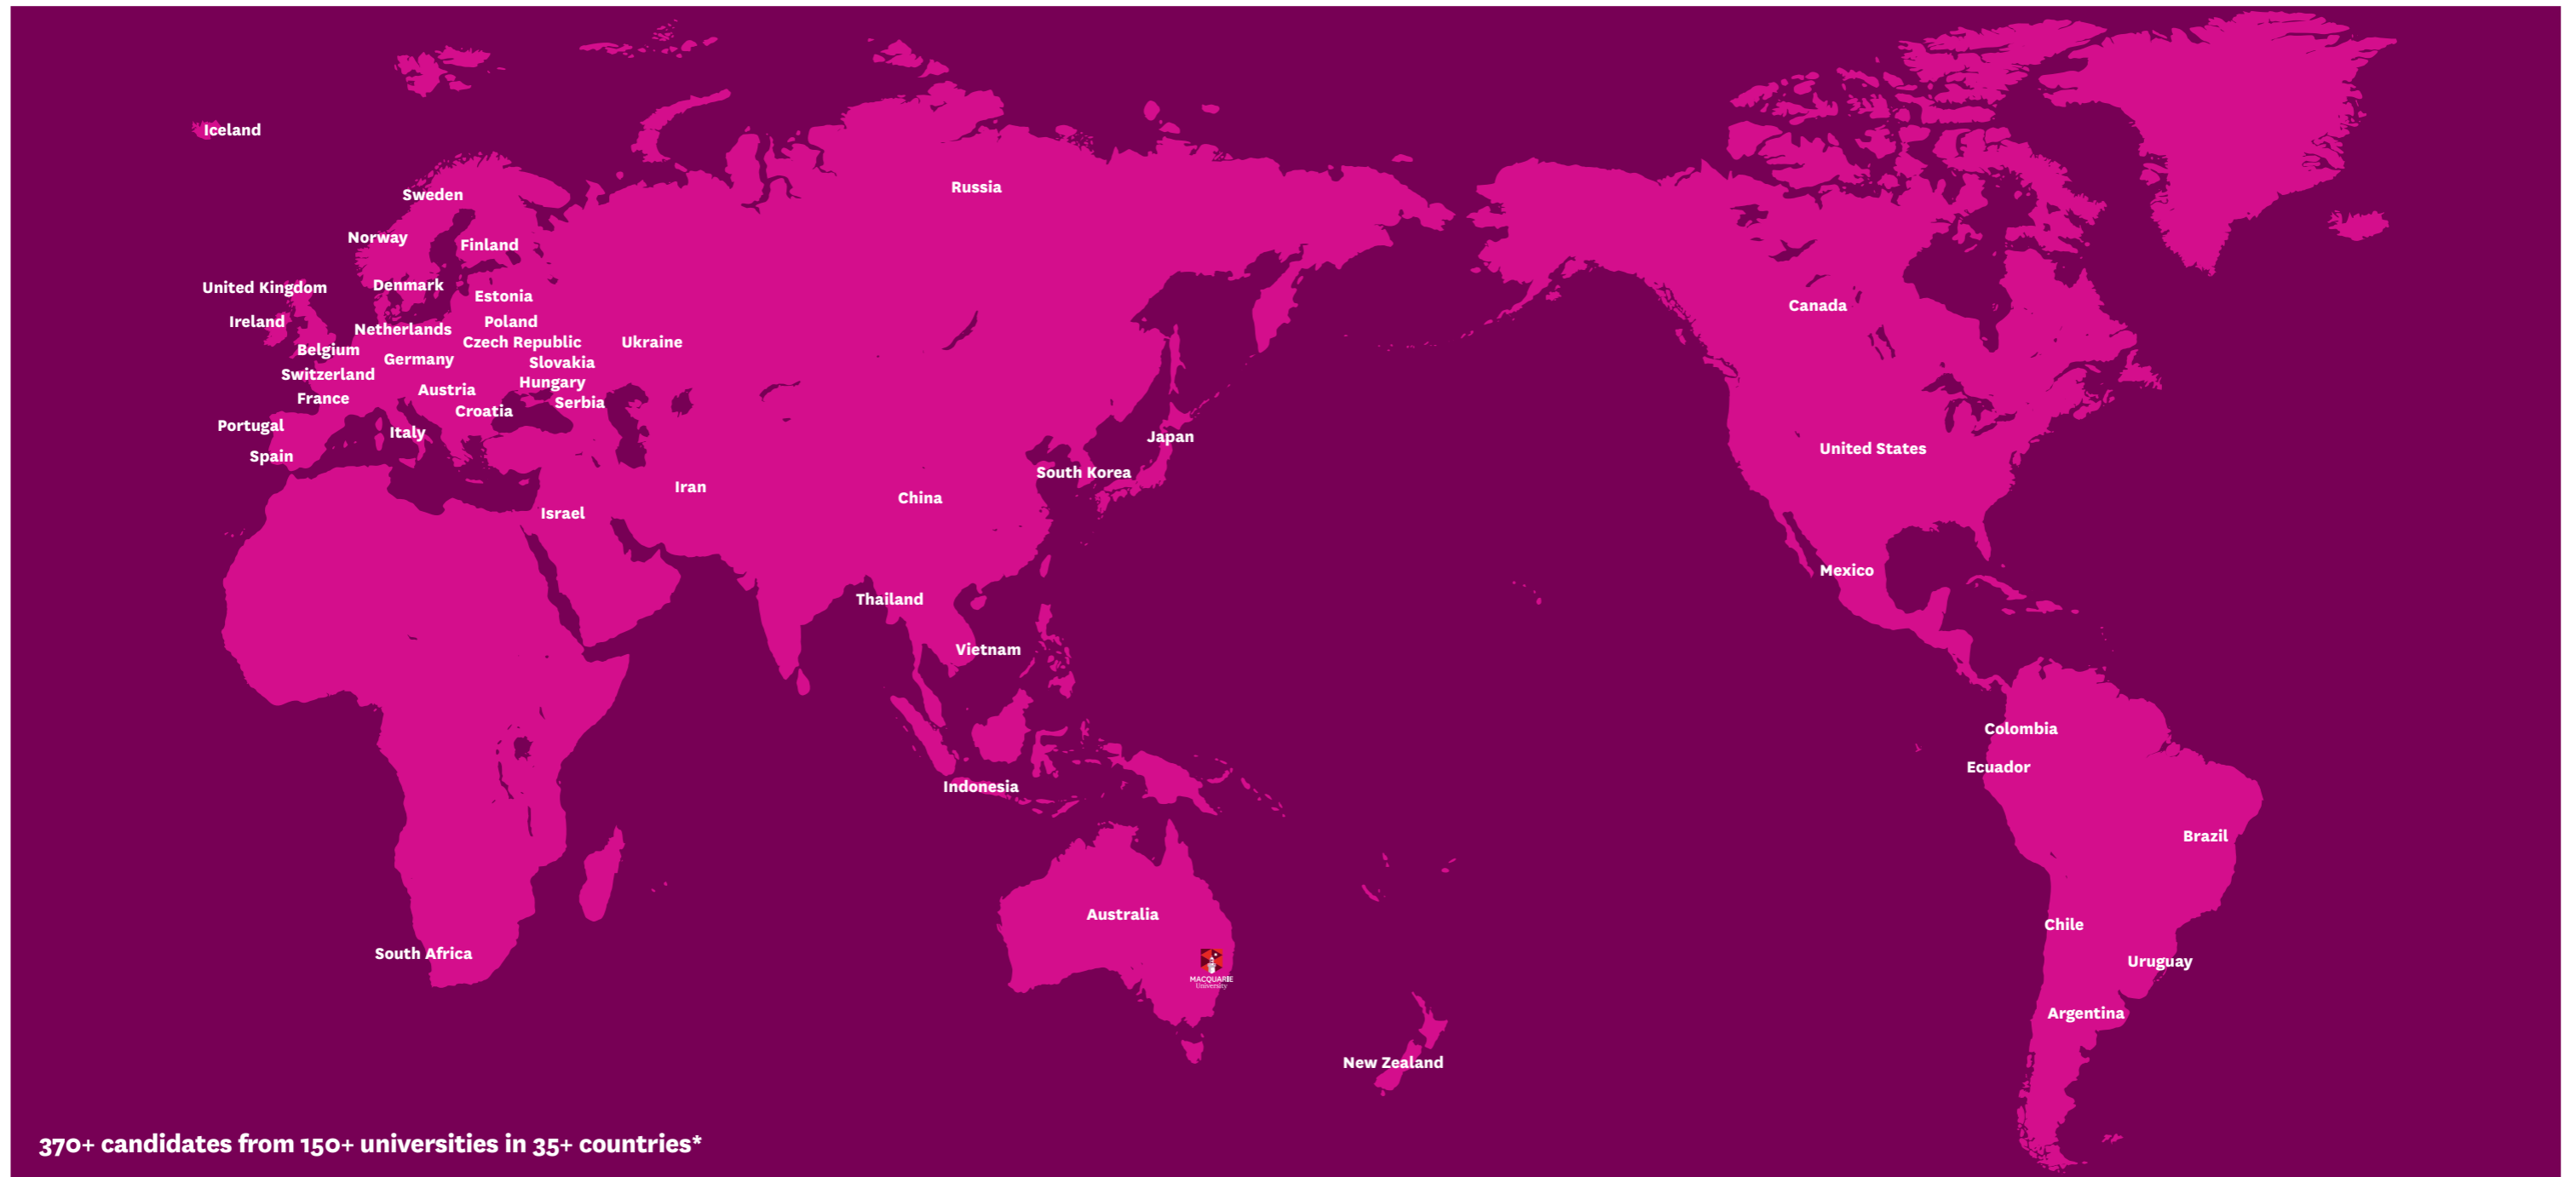 Iceland
Sweden
Russia
Norway
Finland
United Kingdom
Denmark
Estonia
Canada
Ireland
Netherlands
Poland
Czech Republic
Ukraine
Belgium
Germany
Slovakia
Switzerland
Hungary
Austria
France
Serbia
Croatia
Portugal
Italy
Japan
United States
Spain
South Korea
Iran
China
Israel
Mexico
Thailand
Vietnam
Colombia
Ecuador
Indonesia
Brazil
Australia
Chile
South Africa
Uruguay
MACQUARIE
University
Argentina
New Zealand
370+ candidates from 150+ universities in 35+ countries*